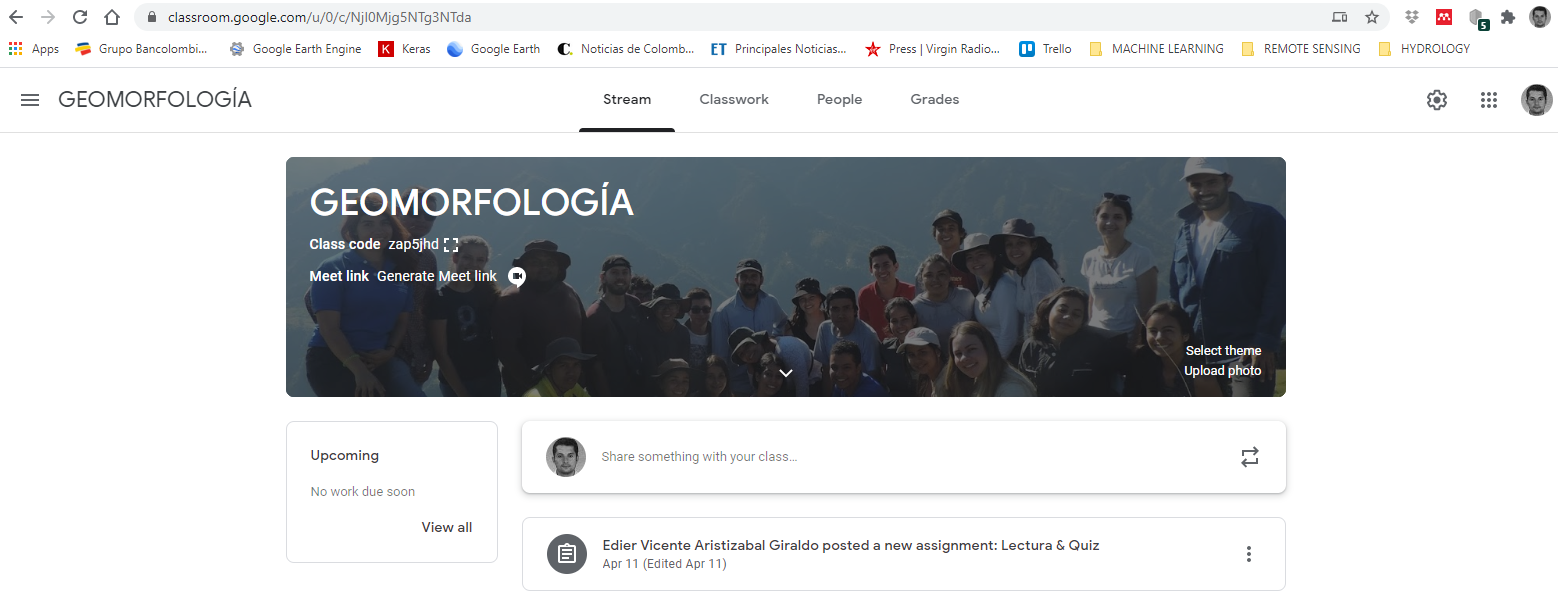 classroom.google.com/u/0/c/NjI0Mjg5NTg3NTda
5
Apps Grupo Bancolombi... Google Earth Engine K Keras Google Earth C. Noticias de Colomb... ET Principales Noticias... Press | Virgin Radio... Trello MACHINE LEARNING REMOTE SENSING HYDROLOGY
GEOMORFOLOGÍA Stream Classwork People Grades
GEOMORFOLOGÍA
Class code zap5jhd
Meet link Generate Meet link
Select theme
Upload photo
Upcoming
No work due soon
View all
Share something with your class...
Edier Vicente Aristizabal Giraldo posted a new assignment: Lectura & Quiz
Apr 11 (Edited Apr 11)